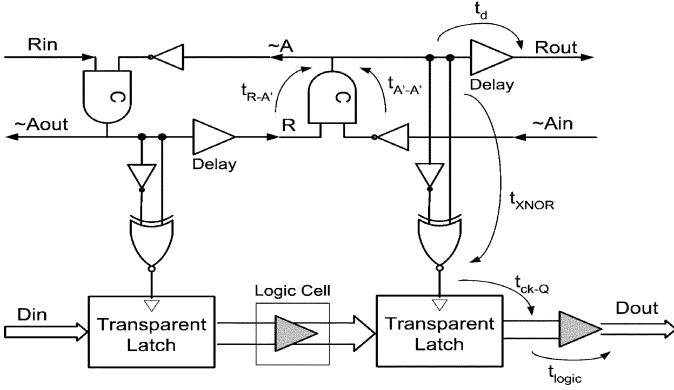 t_d
Rin
~A
Rout
C
t_R-A'
C
t_A'-A'
Delay
~Aout
R
~Ain
Delay
t_XNOR
t_ck-Q
Logic Cell
Din
Transparent
Latch
Transparent
Latch
Dout
t_logic